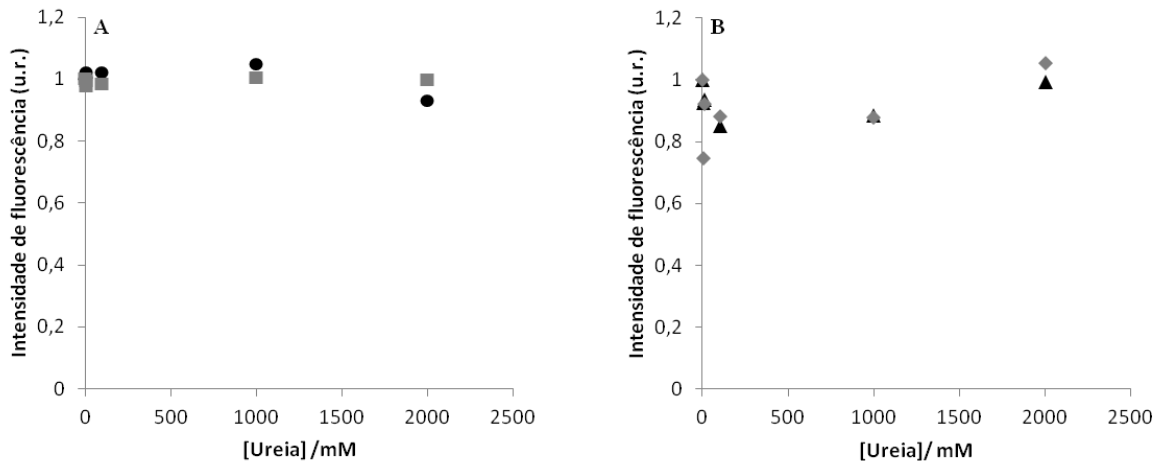 A
Intensidade de fluorescência (u.r.)
1,2
1
0,8
0,6
0,4
0,2
0
0 500 1000 1500 2000 2500
[Ureia] /mM
B
Intensidade de fluorescência (u.r.)
1,2
1
0,8
0,6
0,4
0,2
0
0 500 1000 1500 2000 2500
[Ureia]/ mM